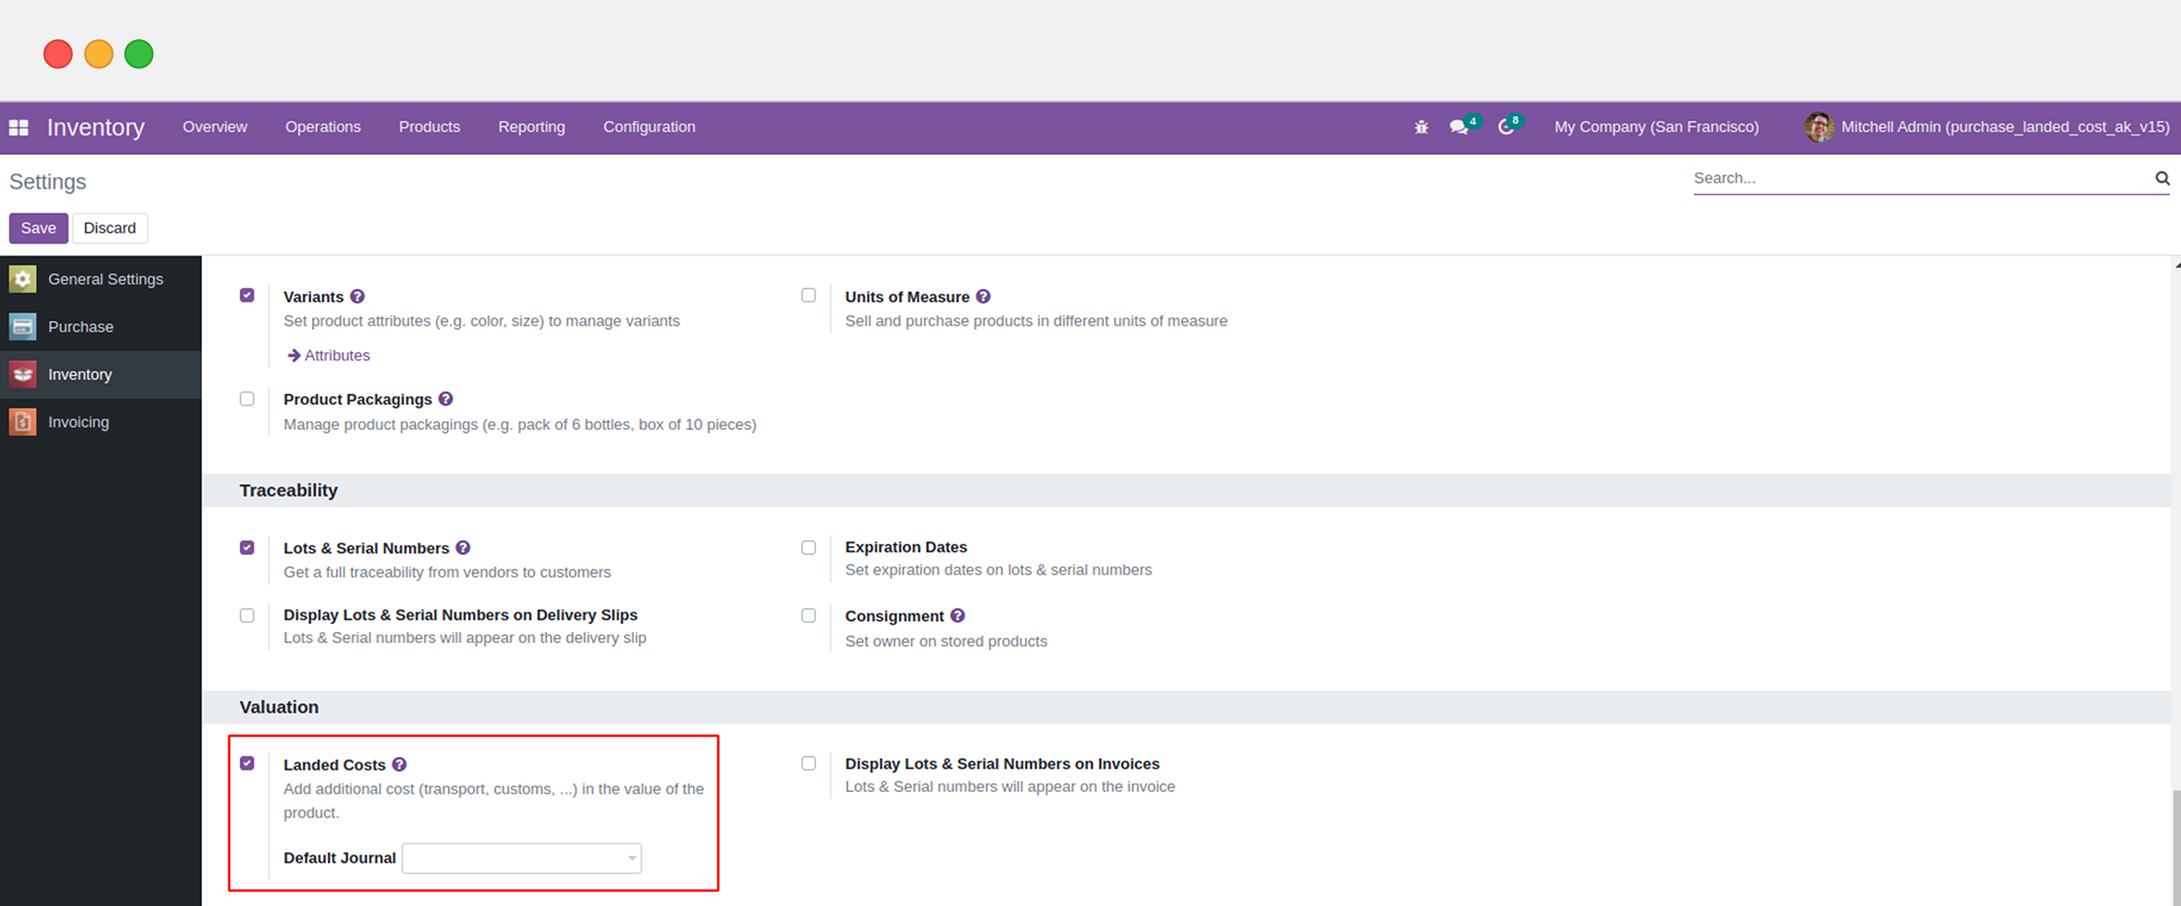 Inventory Overview Operations Products Reporting Configuration 4 8 My Company (San Francisco) Mitchell Admin (purchase_landed_cost_ak_v15)
Settings
Search...
Save Discard
General Settings
Purchase
Inventory
Invoicing
Variants ?
Set product attributes (e.g. color, size) to manage variants
Attributes
Units of Measure ?
Sell and purchase products in different units of measure
Product Packagings ?
Manage product packagings (e.g. pack of 6 bottles, box of 10 pieces)
Traceability
Lots & Serial Numbers ?
Get a full traceability from vendors to customers
Expiration Dates
Set expiration dates on lots & serial numbers
Display Lots & Serial Numbers on Delivery Slips
Lots & Serial numbers will appear on the delivery slip
Consignment ?
Set owner on stored products
Valuation
Landed Costs ?
Add additional cost (transport, customs, ...) in the value of the
product.
Default Journal
Display Lots & Serial Numbers on Invoices
Lots & Serial numbers will appear on the invoice